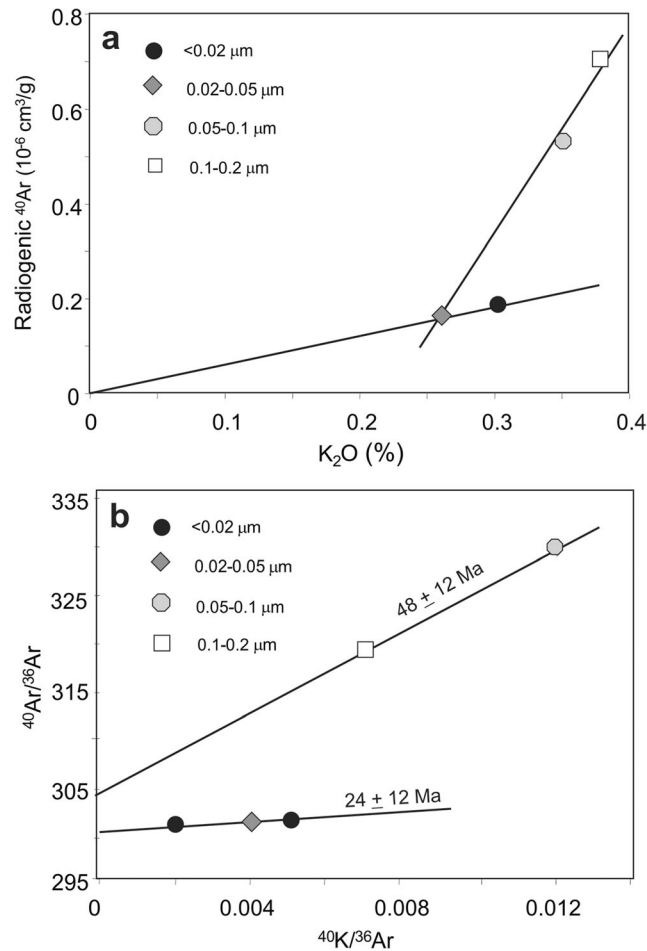 a
0.8
0.6
0.4
0.2
0
Radiogenic ⁴⁰Ar (10⁻⁶ cm³/g)
<0.02 μm
0.02-0.05 μm
0.05-0.1 μm
0.1-0.2 μm
0 0.1 0.2 0.3 0.4
K₂O (%)
b
335
325
315
305
295
⁴⁰Ar/³⁶Ar
<0.02 μm
0.02-0.05 μm
0.05-0.1 μm
0.1-0.2 μm
48 ± 12 Ma
24 ± 12 Ma
0 0.004 0.008 0.012
⁴⁰K/³⁶Ar